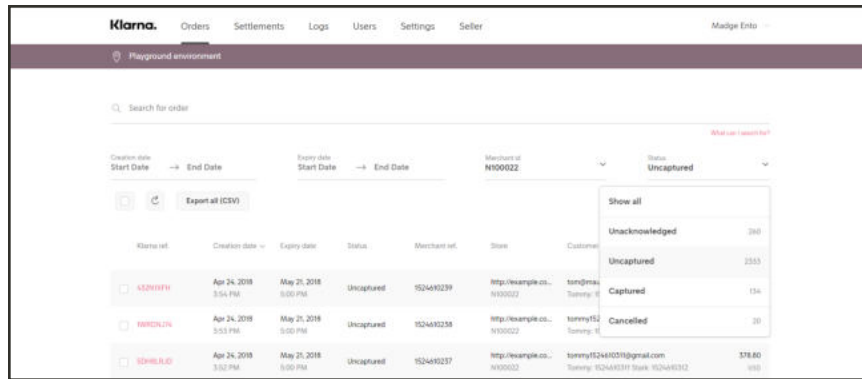 Klarna. Orders Settlements Logs Users Settings Seller Madge Ento
Playground environment
Search for order
What can I search for?
Creation date Expiry date Merchant id Status
Start Date → End Date Start Date → End Date N100022 Uncaptured
Export all (CSV)
Show all
Unacknowledged 260
Uncaptured
Captured
Cancelled 20
Klarna ref. Creation date Expiry date Status Merchant ref. Store Customer
Apr 24, 2018 May 21, 2018 Uncaptured 1524610239 http://example.co...
3:54 PM 5:00 PM N100022
Apr 24, 2018 May 21, 2018 Uncaptured 1524610238 http://example.co...
3:53 PM 5:00 PM N100022
Apr 24, 2018 May 21, 2018 Uncaptured 1524610237 http://example.co... tommy1524610311@gmail.com 378.80
3:52 PM 5:00 PM N100022 Tommy 1524610311 Stark 1524610312 USD